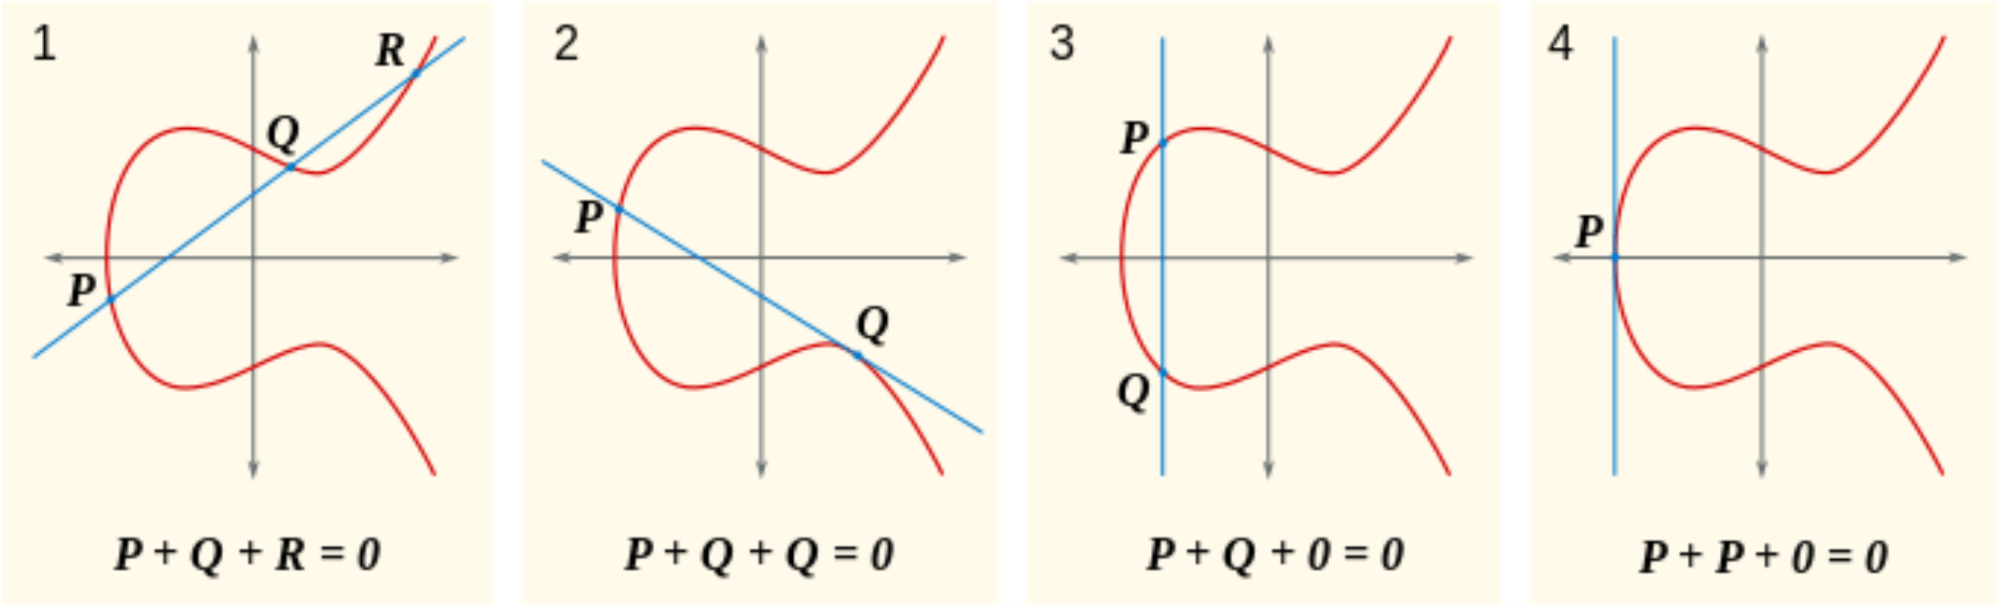 1
R
Q
P
P + Q + R = 0
2
P
Q
P + Q + Q = 0
3
P
Q
P + Q + 0 = 0
4
P
P + P + 0 = 0